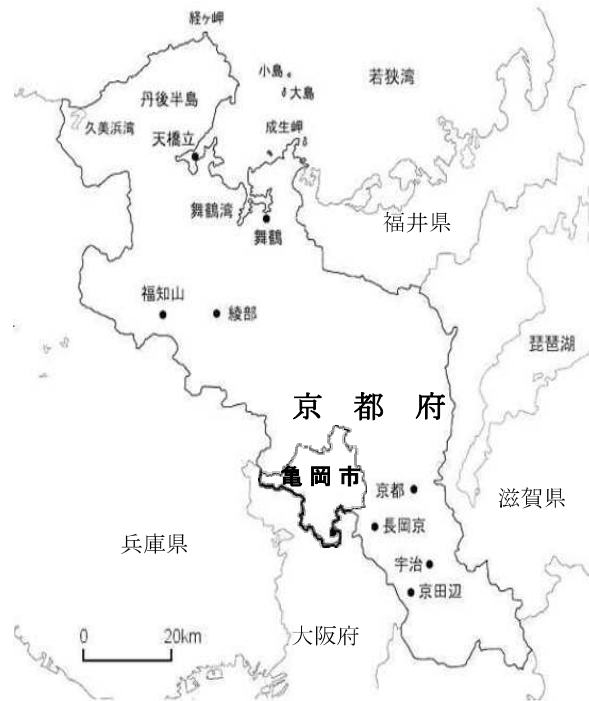 経ケ岬
小島
若狭湾
大島
丹後半島
久美浜湾
成生岬
天橋立
舞鶴湾
福井県
舞鶴
福知山
綾部
琵琶湖
京都府
亀岡市
京都
滋賀県
長岡京
兵庫県
宇治
京田辺
0 20km
大阪府